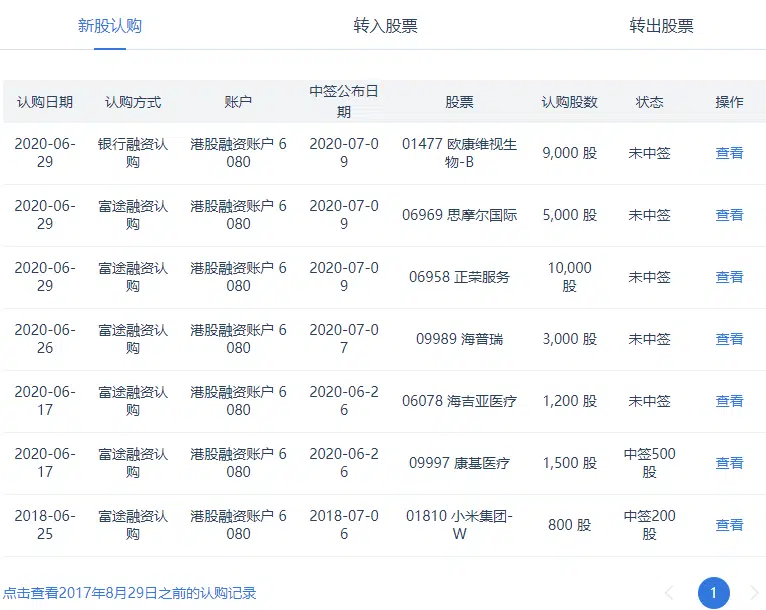 新股认购 转入股票 转出股票
认购日期 认购方式 账户 中签公布日期 股票 认购股数 状态 操作
2020-06-29 银行融资认购 港股融资账户 6080 2020-07-09 01477 欧康维视生物-B 9,000 股 未中签 查看
2020-06-29 富途融资认购 港股融资账户 6080 2020-07-09 06969 思摩尔国际 5,000 股 未中签 查看
2020-06-29 富途融资认购 港股融资账户 6080 2020-07-09 06958 正荣服务 10,000 股 未中签 查看
2020-06-26 富途融资认购 港股融资账户 6080 2020-07-07 09989 海普瑞 3,000 股 未中签 查看
2020-06-17 富途融资认购 港股融资账户 6080 2020-06-26 06078 海吉亚医疗 1,200 股 未中签 查看
2020-06-17 富途融资认购 港股融资账户 6080 2020-06-26 09997 康基医疗 1,500 股 中签500股 查看
2018-06-25 富途融资认购 港股融资账户 6080 2018-07-06 01810 小米集团-W 800 股 中签200股 查看
点击查看2017年8月29日之前的认购记录 1